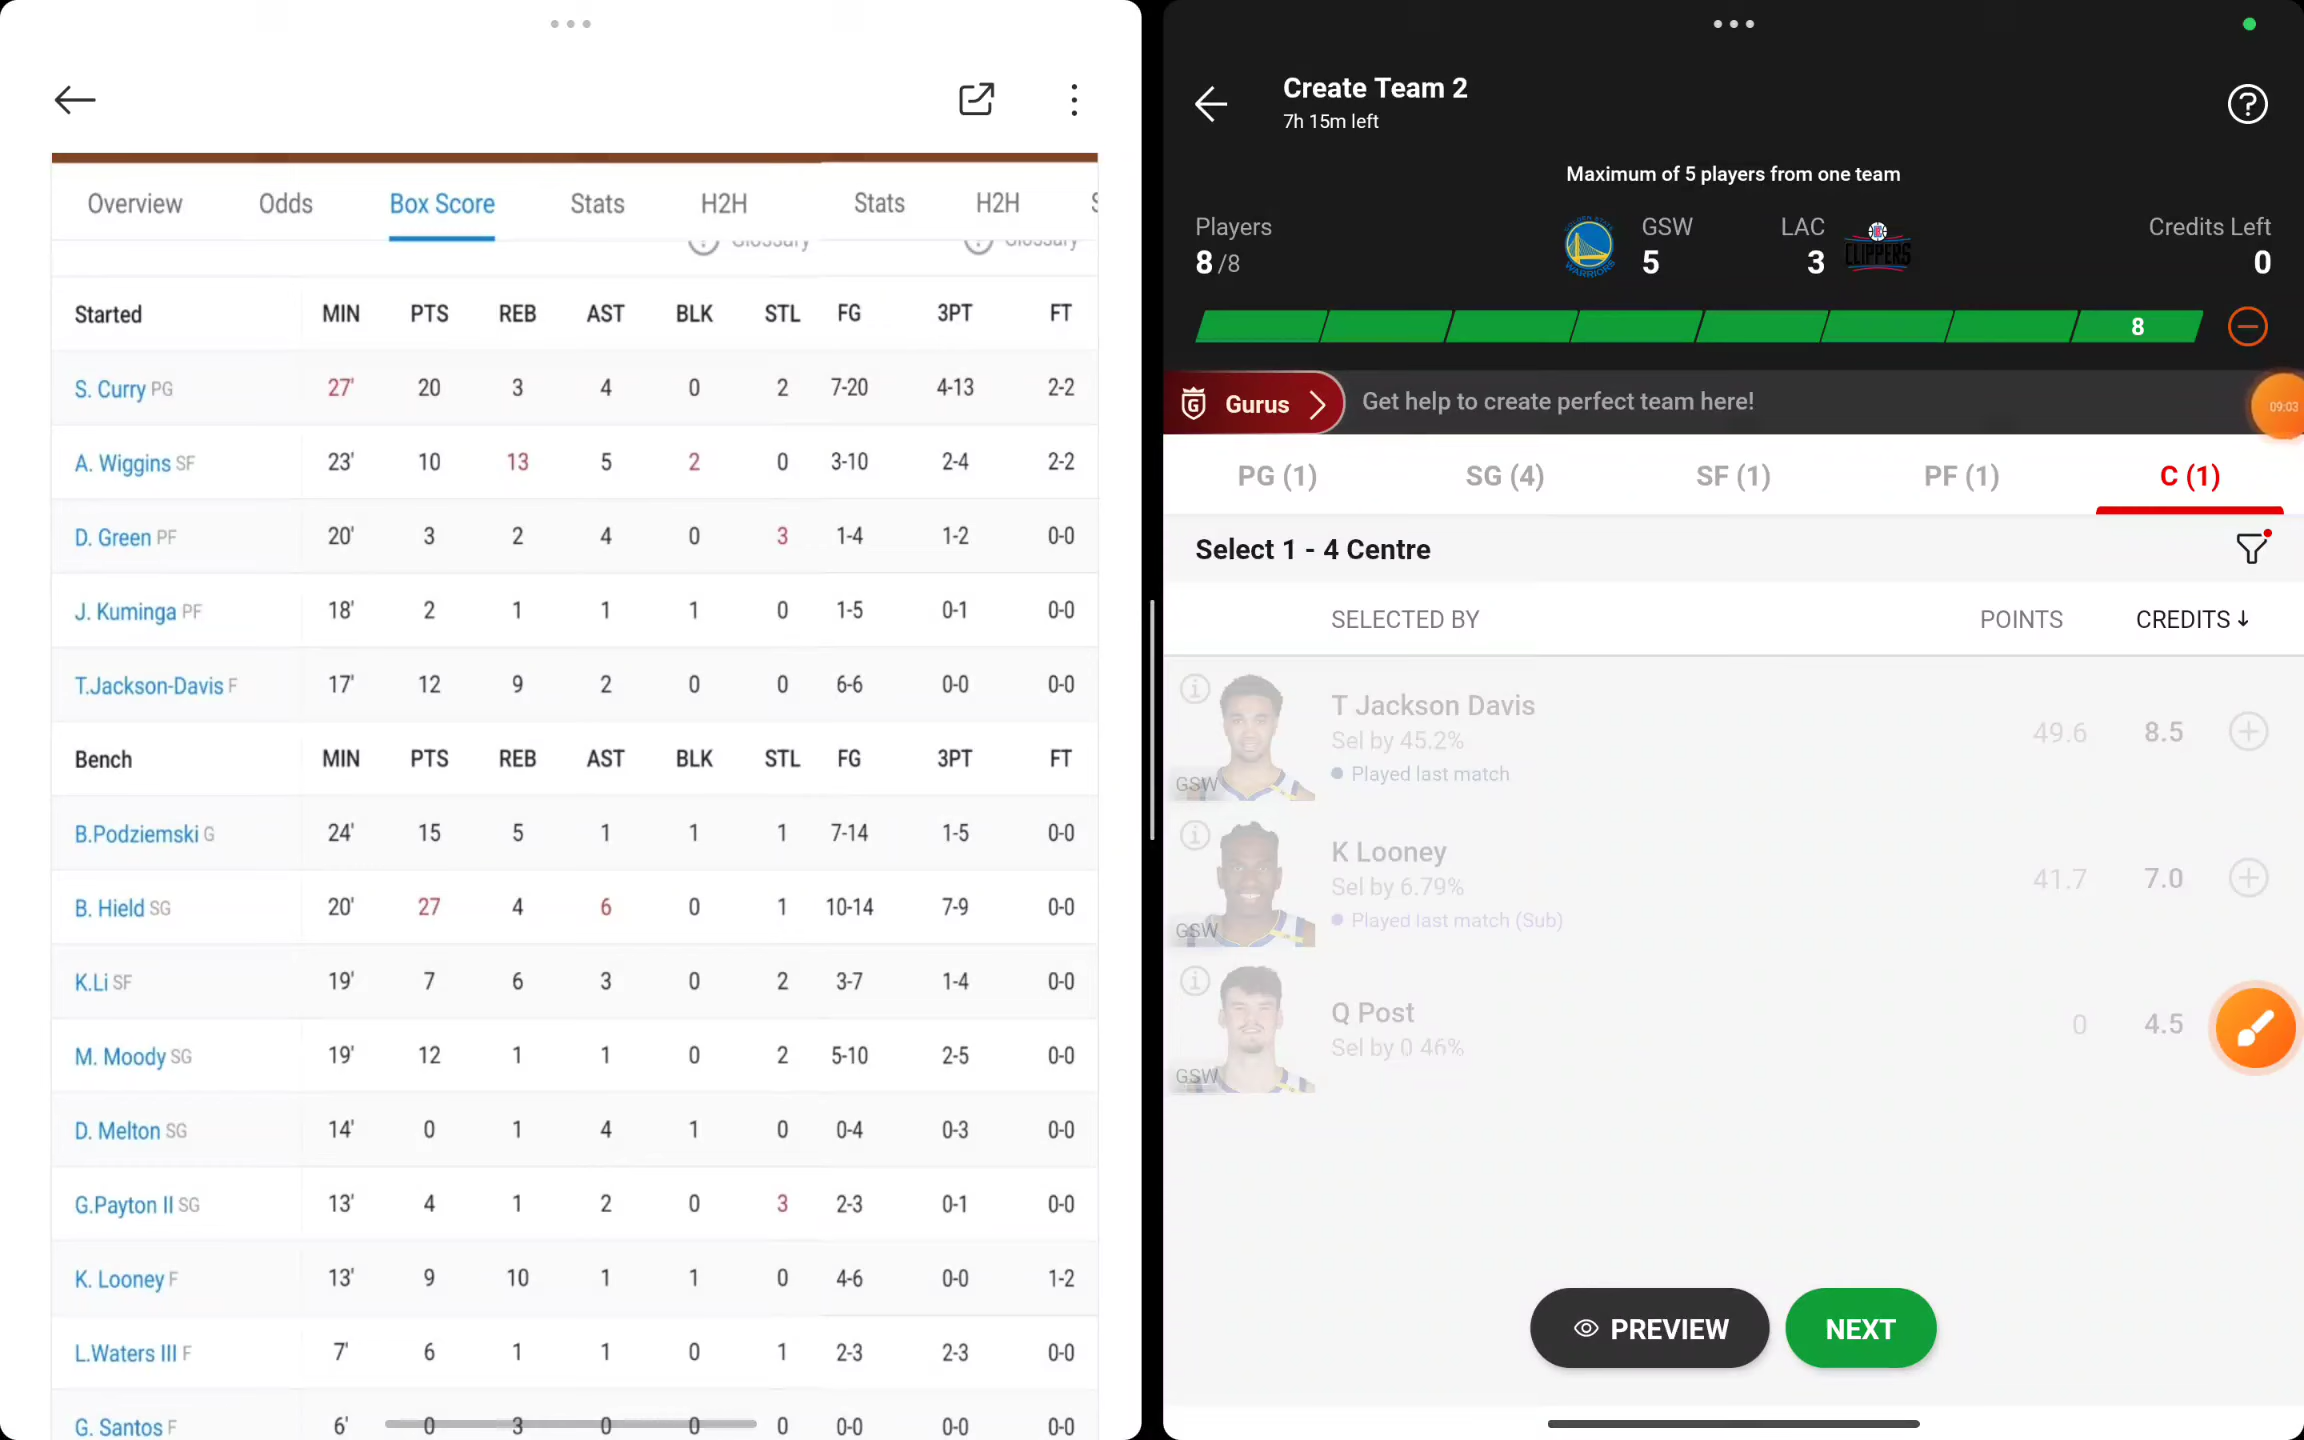 Overview Odds Box Score Stats H2H Stats H2H
Glossary Glossary
Started MIN PTS REB AST BLK STL FG 3PT FT
S. Curry PG 27' 20 3 4 0 2 7-20 4-13 2-2
A. Wiggins SF 23' 10 13 5 2 0 3-10 2-4 2-2
D. Green PF 20' 3 2 4 0 3 1-4 1-2 0-0
J. Kuminga PF 18' 2 1 1 1 0 1-5 0-1 0-0
T.Jackson-Davis F 17' 12 9 2 0 0 6-6 0-0 0-0
Bench MIN PTS REB AST BLK STL FG 3PT FT
B.Podziemski G 24' 15 5 1 1 1 7-14 1-5 0-0
B. Hield SG 20' 27 4 6 0 1 10-14 7-9 0-0
K.Li SF 19' 7 6 3 0 2 3-7 1-4 0-0
M. Moody SG 19' 12 1 1 0 2 5-10 2-5 0-0
D. Melton SG 14' 0 1 4 1 0 0-4 0-3 0-0
G.Payton II SG 13' 4 1 2 0 3 2-3 0-1 0-0
K. Looney F 13' 9 10 1 1 0 4-6 0-0 1-2
L.Waters III F 7' 6 1 1 0 1 2-3 2-3 0-0
G. Santos F 6' 0 3 0 0 0 0-0 0-0 0-0
Create Team 2
7h 15m left
Maximum of 5 players from one team
Players GSW LAC Credits Left
8/8 5 3 0
WARRIORS
CLIPPERS
8
G Gurus Get help to create perfect team here!
09:03
PG (1) SG (4) SF (1) PF (1) C (1)
Select 1 - 4 Centre
SELECTED BY POINTS CREDITS ↓
T Jackson Davis
Sel by 45.2% 49.6 8.5
Played last match
GSW
K Looney
Sel by 6.79% 41.7 7.0
Played last match (Sub)
GSW
Q Post
Sel by 0.46% 0 4.5
GSW
PREVIEW NEXT